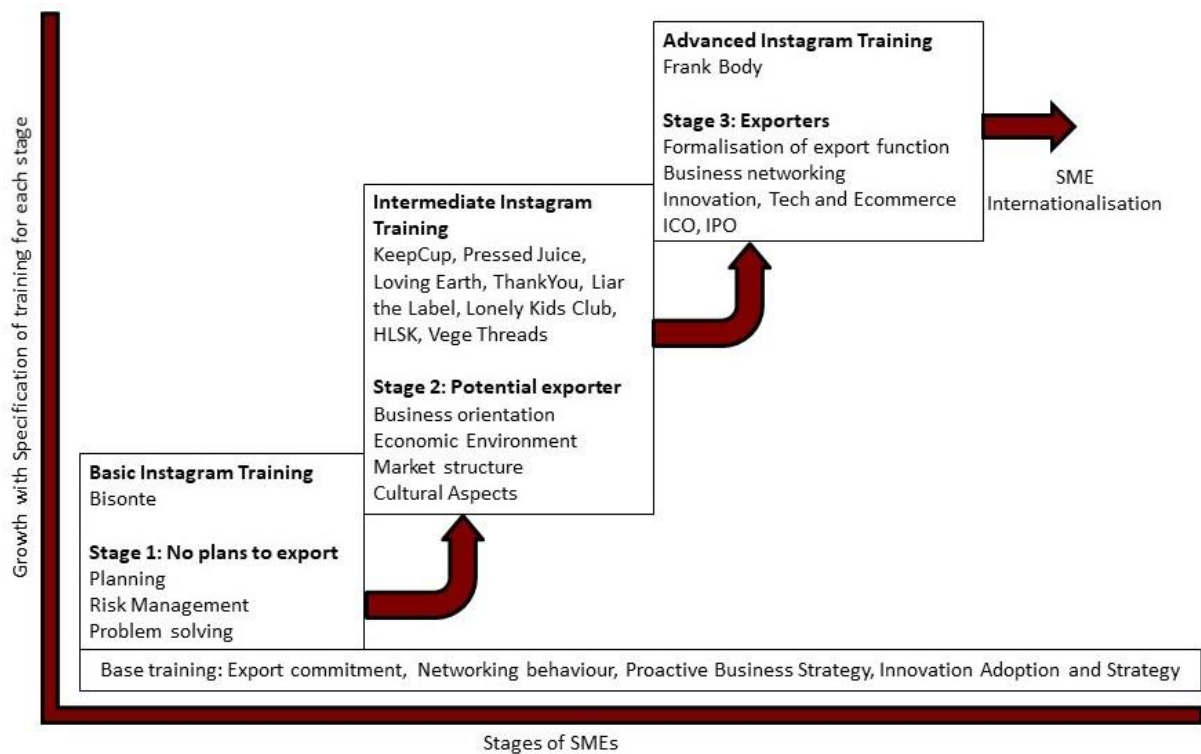 Growth with Specification of training for each stage
Advanced Instagram Training
Frank Body
Stage 3: Exporters
Formalisation of export function
Business networking
Innovation, Tech and Ecommerce
ICO, IPO
SME
Internationalisation
Intermediate Instagram
Training
KeepCup, Pressed Juice,
Loving Earth, ThankYou, Liar
the Label, Lonely Kids Club,
HLSK, Vege Threads
Stage 2: Potential exporter
Business orientation
Economic Environment
Market structure
Cultural Aspects
Basic Instagram Training
Bisonte
Stage 1: No plans to export
Planning
Risk Management
Problem solving
Base training: Export commitment, Networking behaviour, Proactive Business Strategy, Innovation Adoption and Strategy
Stages of SMEs